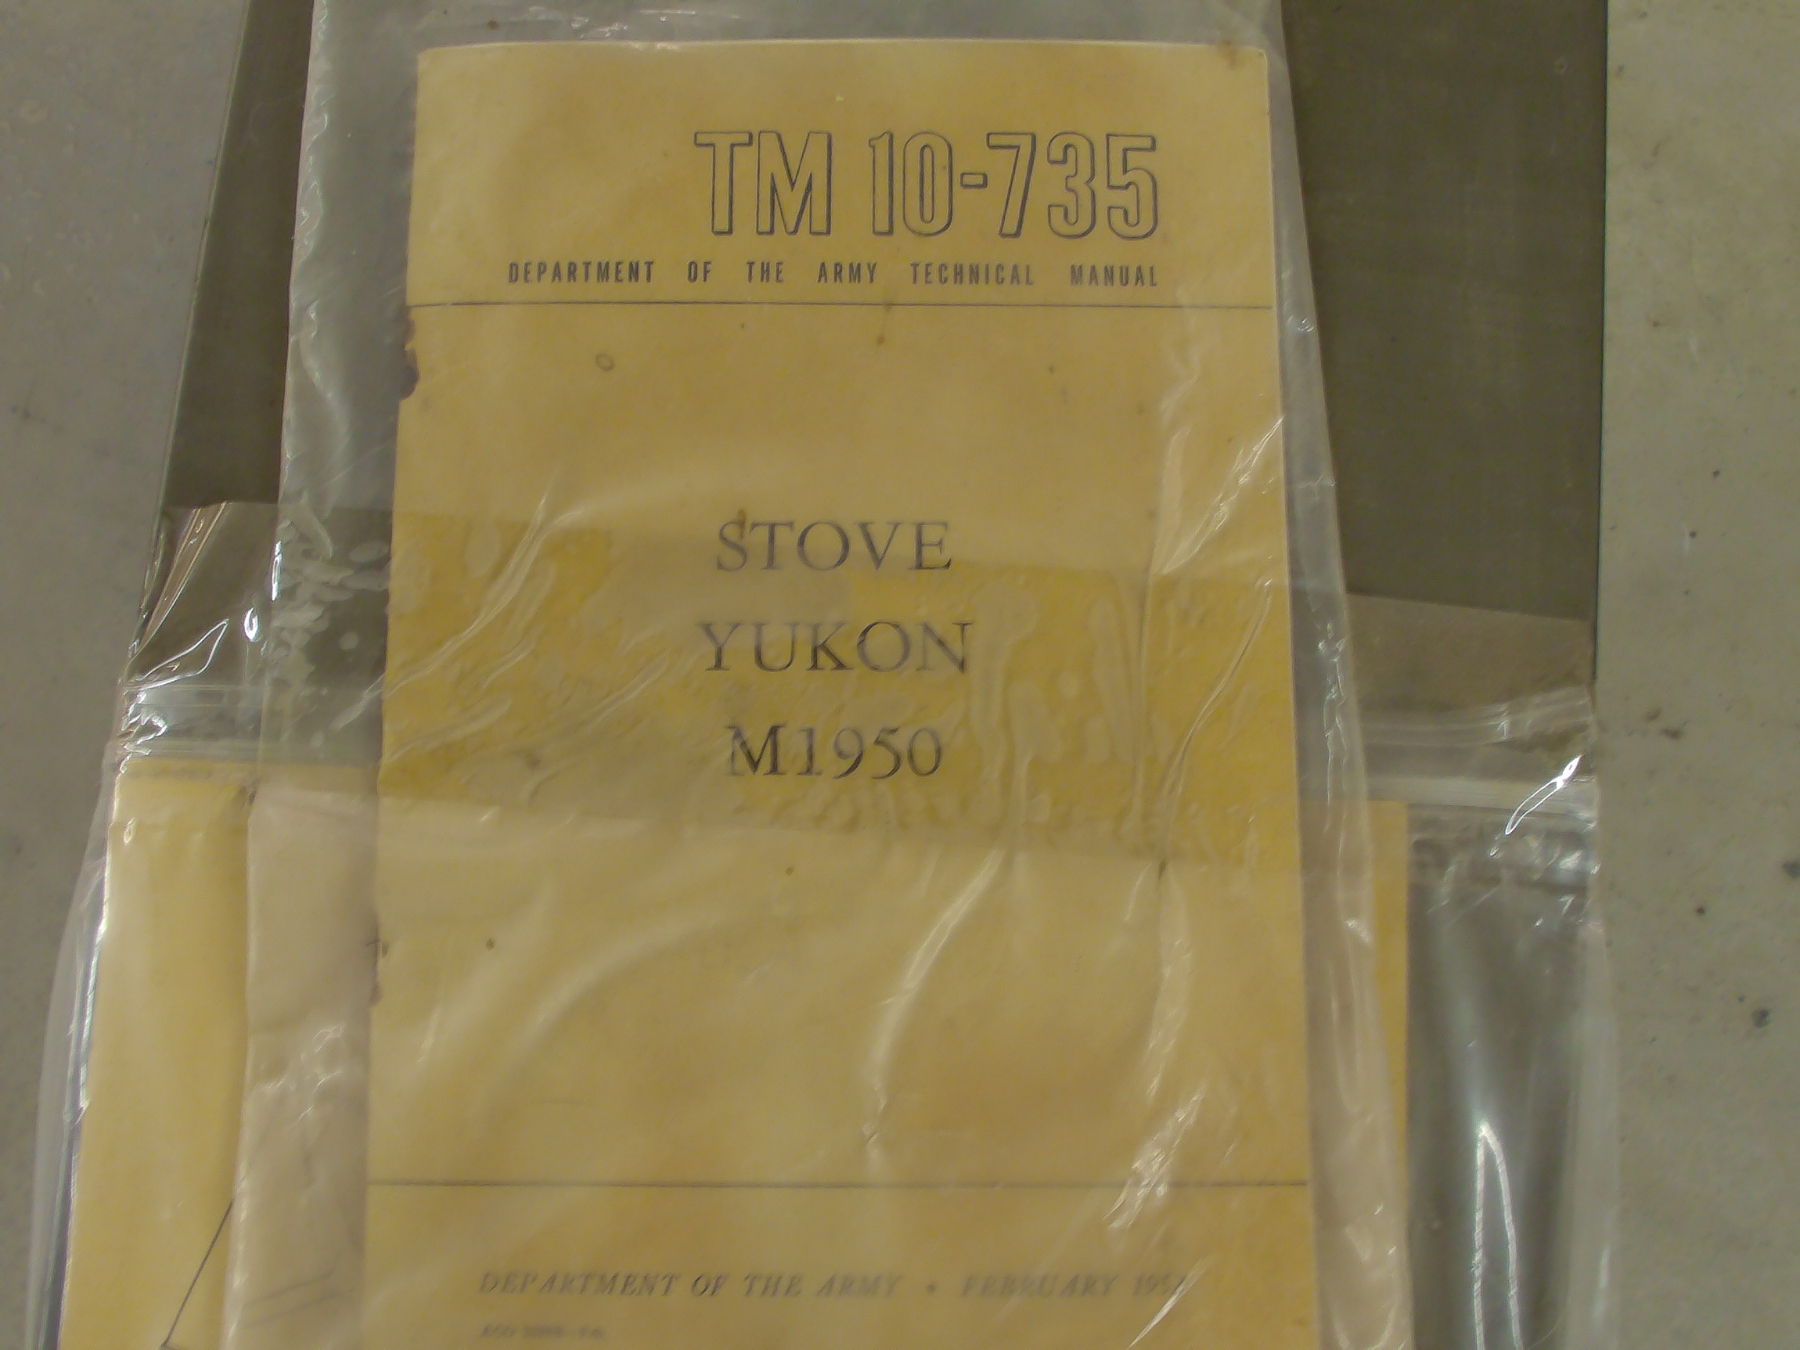 TM 10-735
DEPARTMENT OF THE ARMY TECHNICAL MANUAL
STOVE
YUKON
M1950
DEPARTMENT OF THE ARMY • FEBRUARY